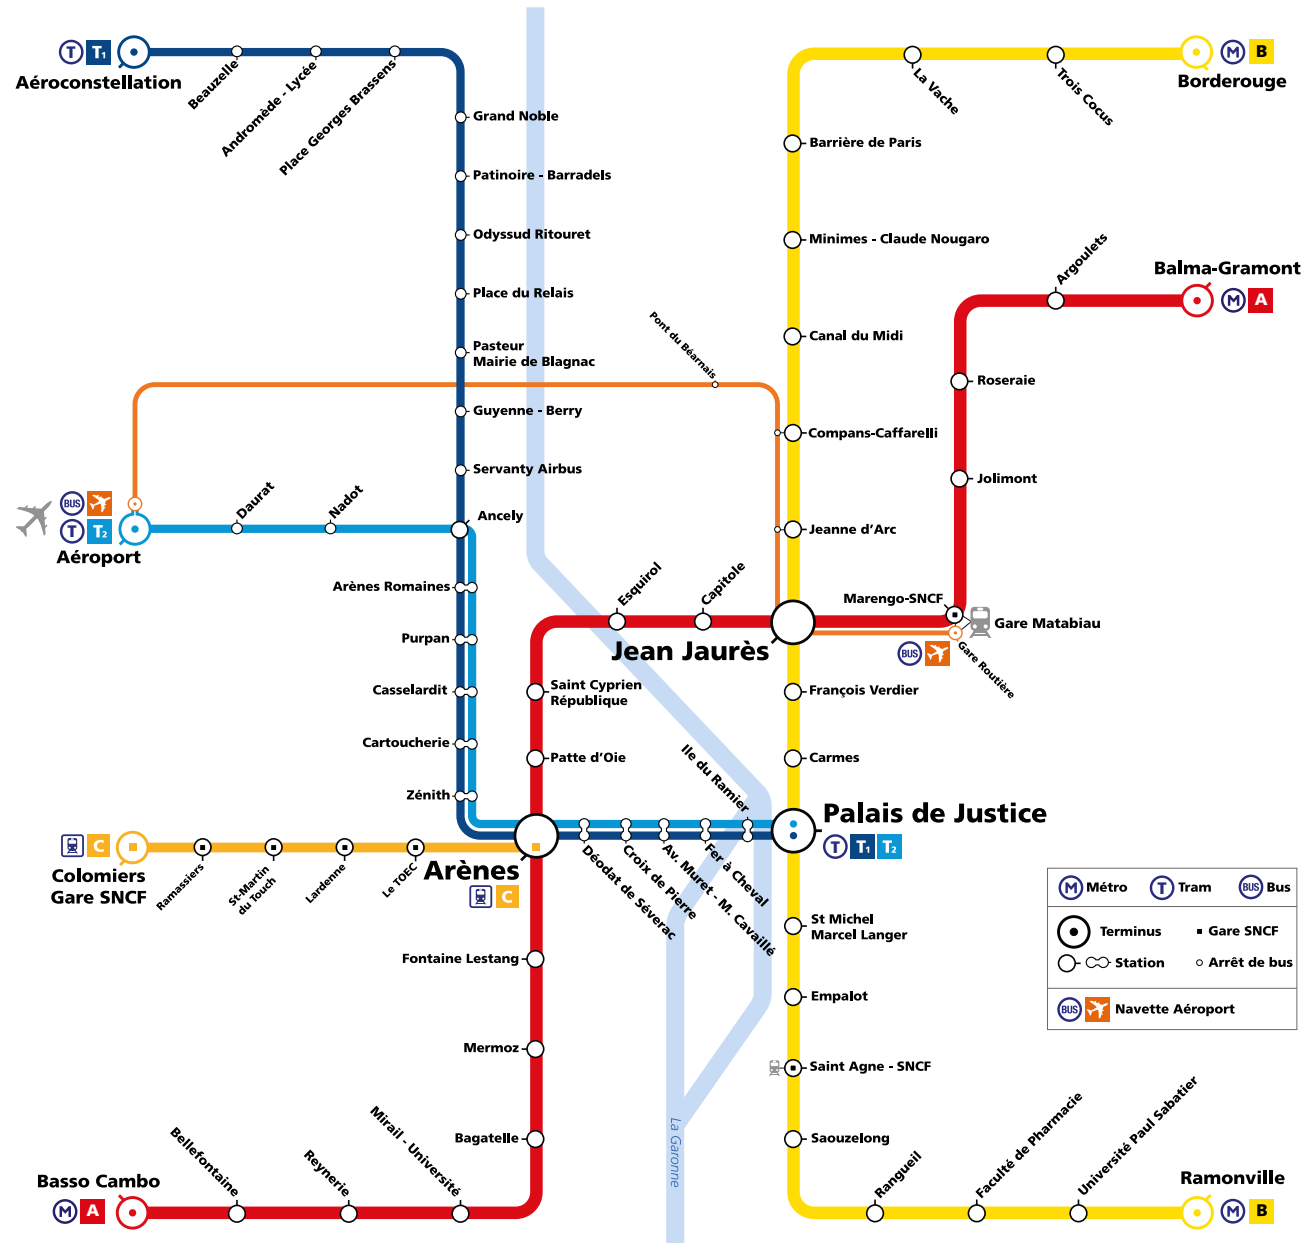 T T1
Aéroconstellation
Beauzelle
Andromède - Lycée
Place Georges Brassens
Grand Noble
Patinoire - Barradels
Odyssud Ritouret
Place du Relais
Pasteur
Mairie de Blagnac
Guyenne - Berry
Servanty Airbus
Ancely
BUS
T T2
Aéroport
Daurat
Nadot
Arènes Romaines
Purpan
Casselardit
Cartoucherie
Zénith
Pont du Béarnais
M B
Borderouge
Trois Cocus
La Vache
Barrière de Paris
Minimes - Claude Nougaro
Canal du Midi
Compans-Caffarelli
Jeanne d'Arc
Balma-Gramont
M A
Argoulets
Roseraie
Jolimont
Marengo-SNCF
Gare Matabiau
Gare Routière
BUS
Jean Jaurès
Capitole
Esquirol
Saint Cyprien
République
Patte d'Oie
François Verdier
Carmes
Ile du Ramier
Palais de Justice
T T1 T2
Fer à Cheval
Av. Muret - M. Cavaillé
Croix de Pierre
Déodat de Séverac
Arènes
C
C
Colomiers
Gare SNCF
Ramassiers
St-Martin
du Touch
Lardenne
Le TOEC
Fontaine Lestang
Mermoz
Bagatelle
Mirail - Université
Reynerie
Bellefontaine
Basso Cambo
M A
La Garonne
St Michel
Marcel Langer
Empalot
Saint Agne - SNCF
Saouzelong
Rangueil
Faculté de Pharmacie
Université Paul Sabatier
Ramonville
M B
M Métro T Tram BUS Bus
Terminus Gare SNCF
Station Arrêt de bus
BUS Navette Aéroport